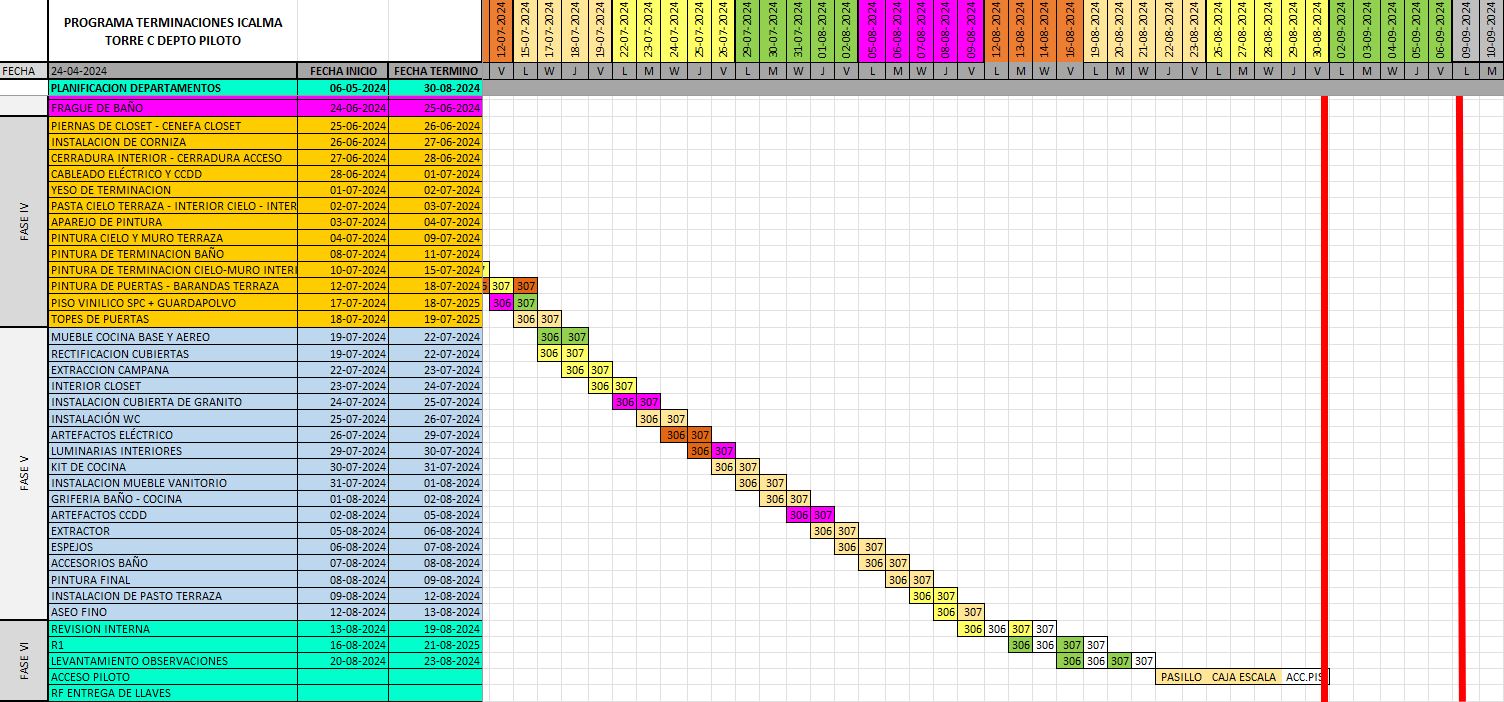 PROGRAMA TERMINACIONES ICALMA
TORRE C DEPTO PILOTO
12-07-2024 15-07-2024 17-07-2024 18-07-2024 19-07-2024 22-07-2024 23-07-2024 24-07-2024 25-07-2024 26-07-2024 29-07-2024 30-07-2024 31-07-2024 01-08-2024 02-08-2024 05-08-2024 06-08-2024 07-08-2024 08-08-2024 09-08-2024 12-08-2024 13-08-2024 14-08-2024 16-08-2024 19-08-2024 20-08-2024 21-08-2024 22-08-2024 23-08-2024 26-08-2024 27-08-2024 28-08-2024 29-08-2024 30-08-2024 02-09-2024 03-09-2024 04-09-2024 05-09-2024 06-09-2024 09-09-2024 10-09-2024
FECHA 24-04-2024 FECHA INICIO FECHA TERMINO V L W J V L M W J V L M W J V L M W J V L M W V L M W J V L M W J V L M W J V L M
PLANIFICACION DEPARTAMENTOS 06-05-2024 30-08-2024
FRAGUE DE BAÑO 24-06-2024 25-06-2024
FASE IV
PIERNAS DE CLOSET - CENEFA CLOSET 25-06-2024 26-06-2024
INSTALACION DE CORNIZA 26-06-2024 27-06-2024
CERRADURA INTERIOR - CERRADURA ACCESO 27-06-2024 28-06-2024
CABLEADO ELÉCTRICO Y CCDD 28-06-2024 01-07-2024
YESO DE TERMINACION 01-07-2024 02-07-2024
PASTA CIELO TERRAZA - INTERIOR CIELO - INTER 02-07-2024 03-07-2024
APAREJO DE PINTURA 03-07-2024 04-07-2024
PINTURA CIELO Y MURO TERRAZA 04-07-2024 09-07-2024
PINTURA DE TERMINACION BAÑO 08-07-2024 11-07-2024
PINTURA DE TERMINACION CIELO-MURO INTERI 10-07-2024 15-07-2024
PINTURA DE PUERTAS - BARANDAS TERRAZA 12-07-2024 18-07-2024 307 307
PISO VINILICO SPC + GUARDAPOLVO 17-07-2024 18-07-2025 306 307
TOPES DE PUERTAS 18-07-2024 19-07-2025 306 307
FASE V
MUEBLE COCINA BASE Y AEREO 19-07-2024 22-07-2024 306 307
RECTIFICACION CUBIERTAS 19-07-2024 22-07-2024 306 307
EXTRACCION CAMPANA 22-07-2024 23-07-2024 306 307
INTERIOR CLOSET 23-07-2024 24-07-2024 306 307
INSTALACION CUBIERTA DE GRANITO 24-07-2024 25-07-2024 306 307
INSTALACIÓN WC 25-07-2024 26-07-2024 306 307
ARTEFACTOS ELÉCTRICO 26-07-2024 29-07-2024 306 307
LUMINARIAS INTERIORES 29-07-2024 30-07-2024 306 307
KIT DE COCINA 30-07-2024 31-07-2024 306 307
INSTALACION MUEBLE VANITORIO 31-07-2024 01-08-2024 306 307
GRIFERIA BAÑO - COCINA 01-08-2024 02-08-2024 306 307
ARTEFACTOS CCDD 02-08-2024 05-08-2024 306 307
EXTRACTOR 05-08-2024 06-08-2024 306 307
ESPEJOS 06-08-2024 07-08-2024 306 307
ACCESORIOS BAÑO 07-08-2024 08-08-2024 306 307
PINTURA FINAL 08-08-2024 09-08-2024 306 307
INSTALACION DE PASTO TERRAZA 09-08-2024 12-08-2024 306 307
ASEO FINO 12-08-2024 13-08-2024 306 307
FASE VI
REVISION INTERNA 13-08-2024 19-08-2024 306 306 307 307
R1 16-08-2024 21-08-2025 306 306 307 307
LEVANTAMIENTO OBSERVACIONES 20-08-2024 23-08-2024 306 306 307 307
ACCESO PILOTO PASILLO CAJA ESCALA ACC.PIS
RF ENTREGA DE LLAVES